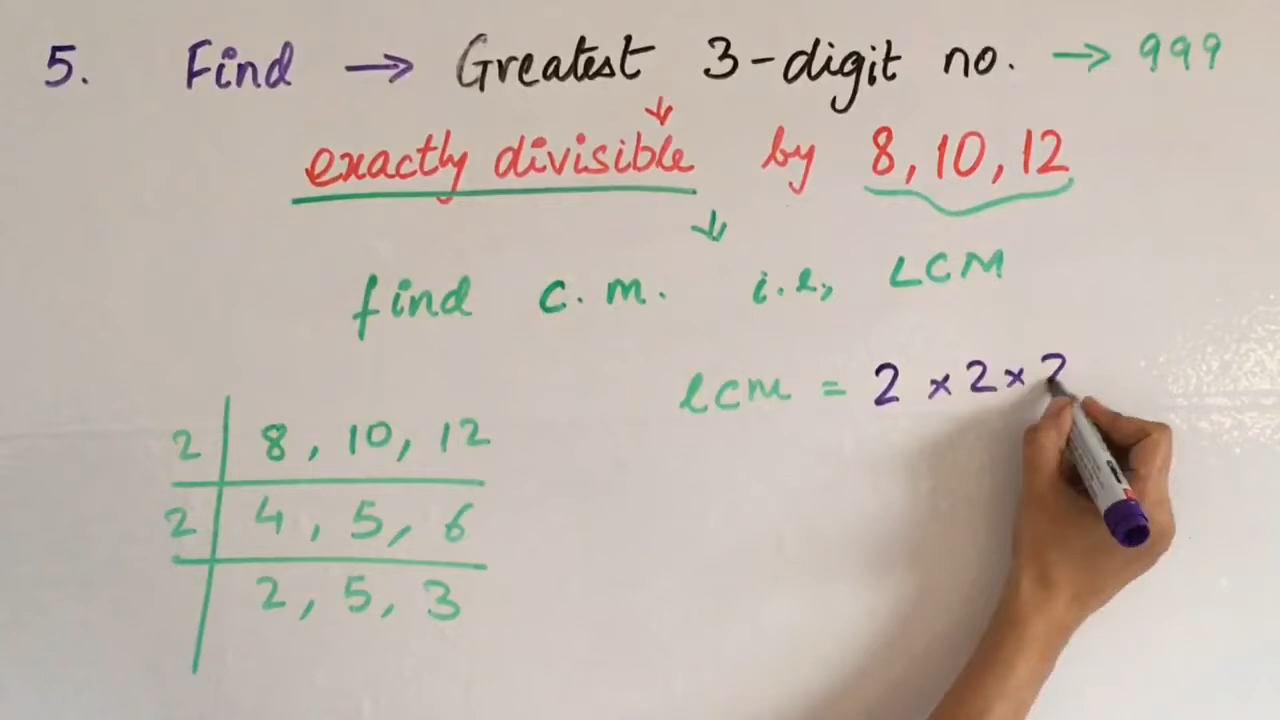 5. Find → Greatest 3-digit no. → 999
↓
exactly divisible by 8, 10, 12
↓
find c.m. i.e, LCM
LCM = 2 × 2 × 2
2 | 8, 10, 12
2 | 4, 5, 6
2, 5, 3